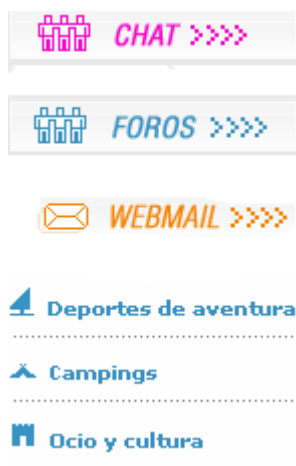 CHAT >>>>
FOROS >>>>
WEBMAIL >>>>
Deportes de aventura
Campings
Ocio y cultura